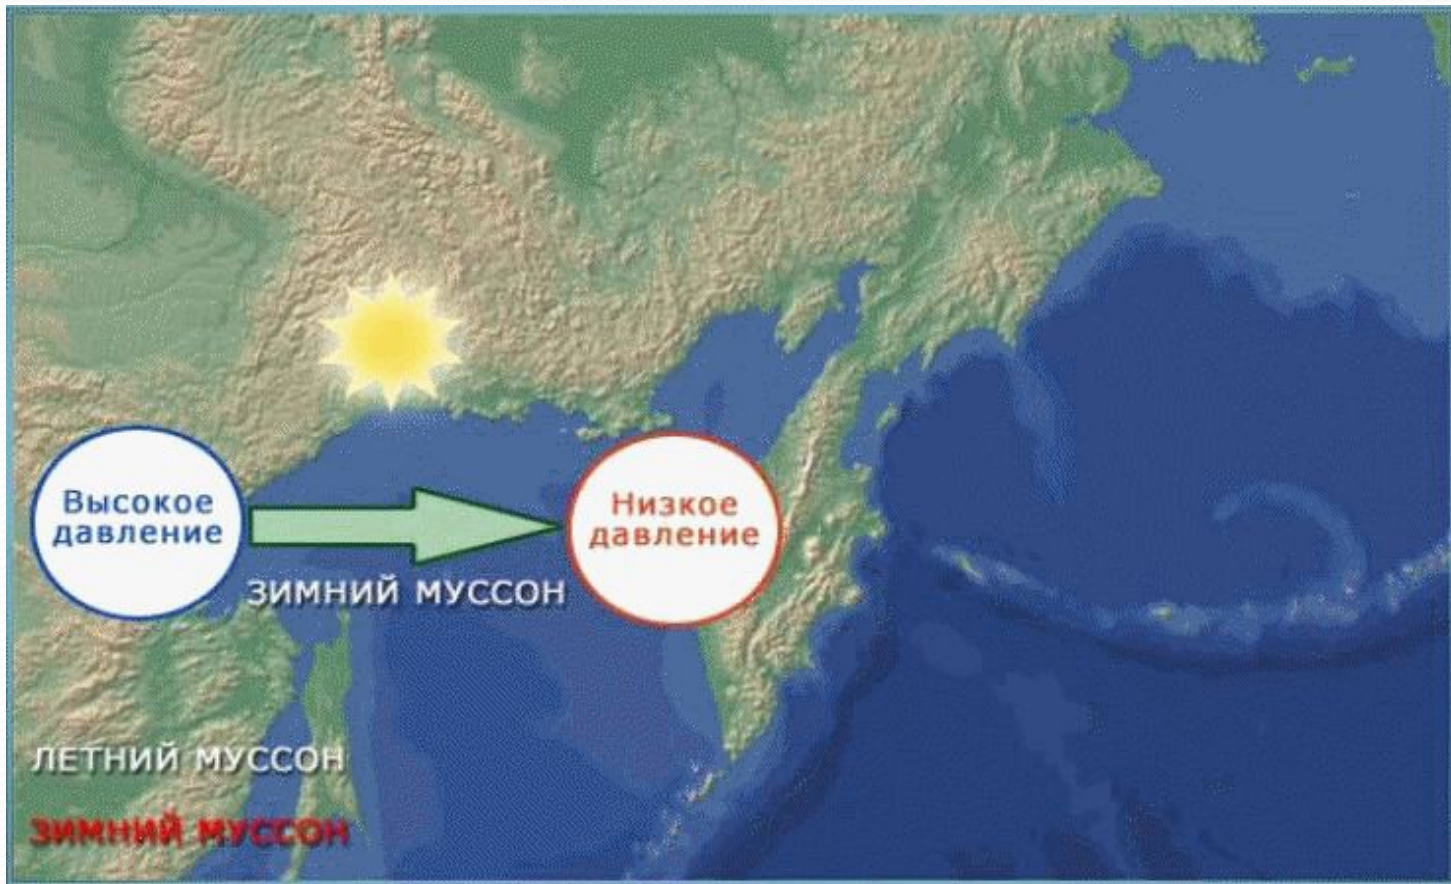 Высокое
давление
Низкое
давление
ЗИМНИЙ МУССОН
ЛЕТНИЙ МУССОН
ЗИМНИЙ МУССОН